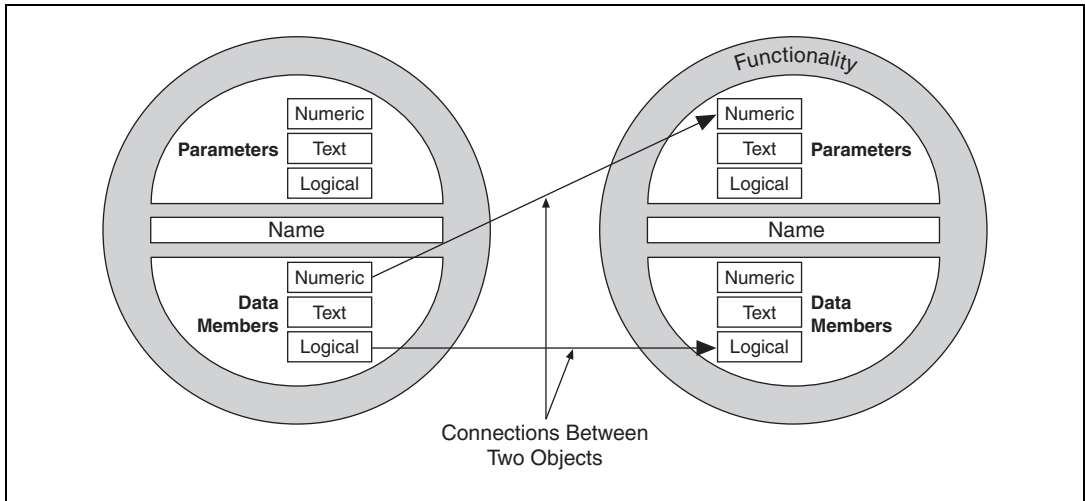 Functionality
Numeric
Parameters
Text
Logical
Name
Numeric
Data
Members
Text
Logical
Numeric
Text
Parameters
Logical
Name
Numeric
Text
Data
Members
Logical
Connections Between
Two Objects